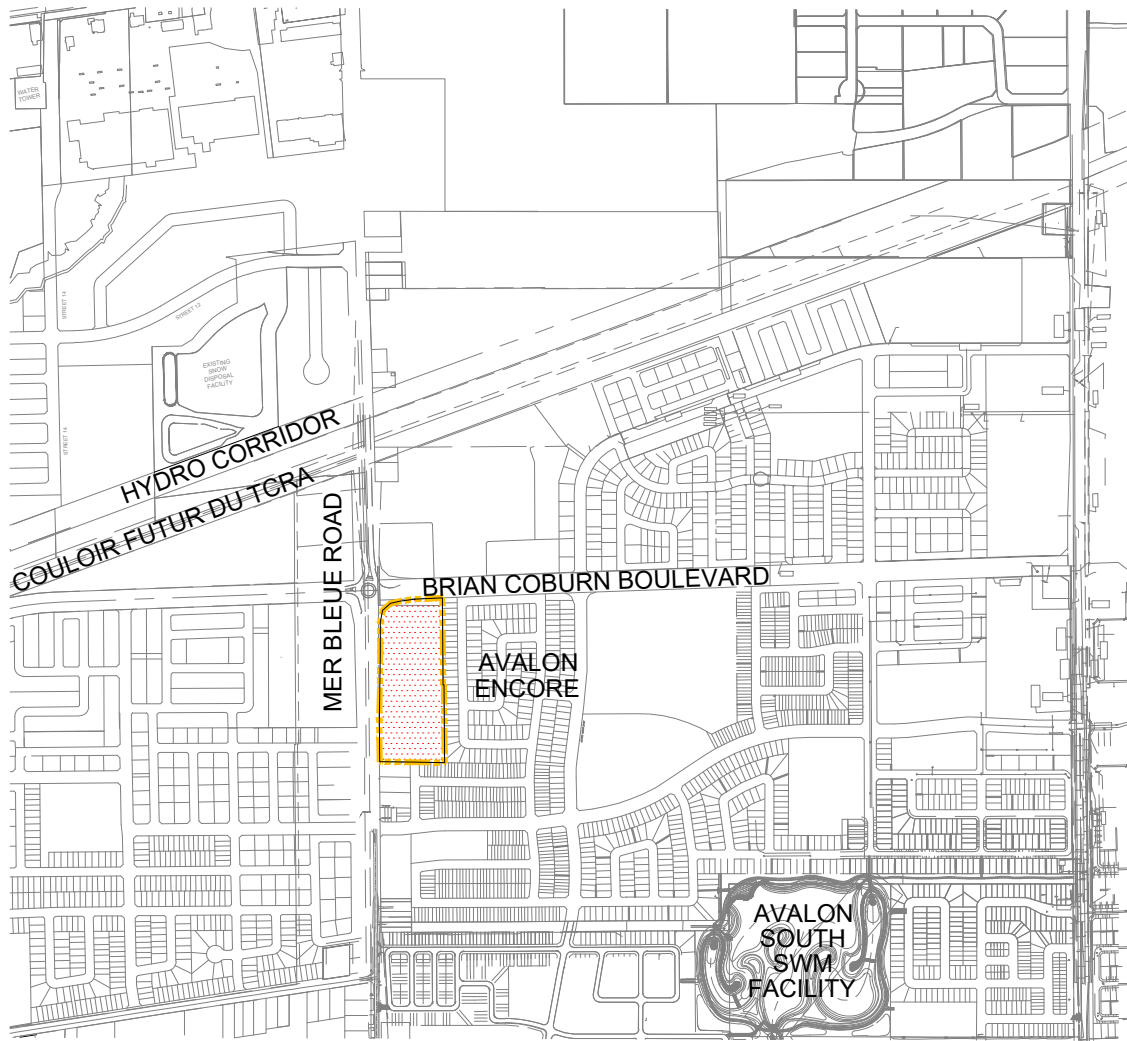 WATER
TOWER
STREET 14
STREET 12
EXISTING
SNOW
DISPOSAL
FACILITY
STREET 14
HYDRO CORRIDOR
COULOIR FUTUR DU TCRA
MER BLEUE ROAD
BRIAN COBURN BOULEVARD
AVALON
ENCORE
AVALON
SOUTH
SWM
FACILITY